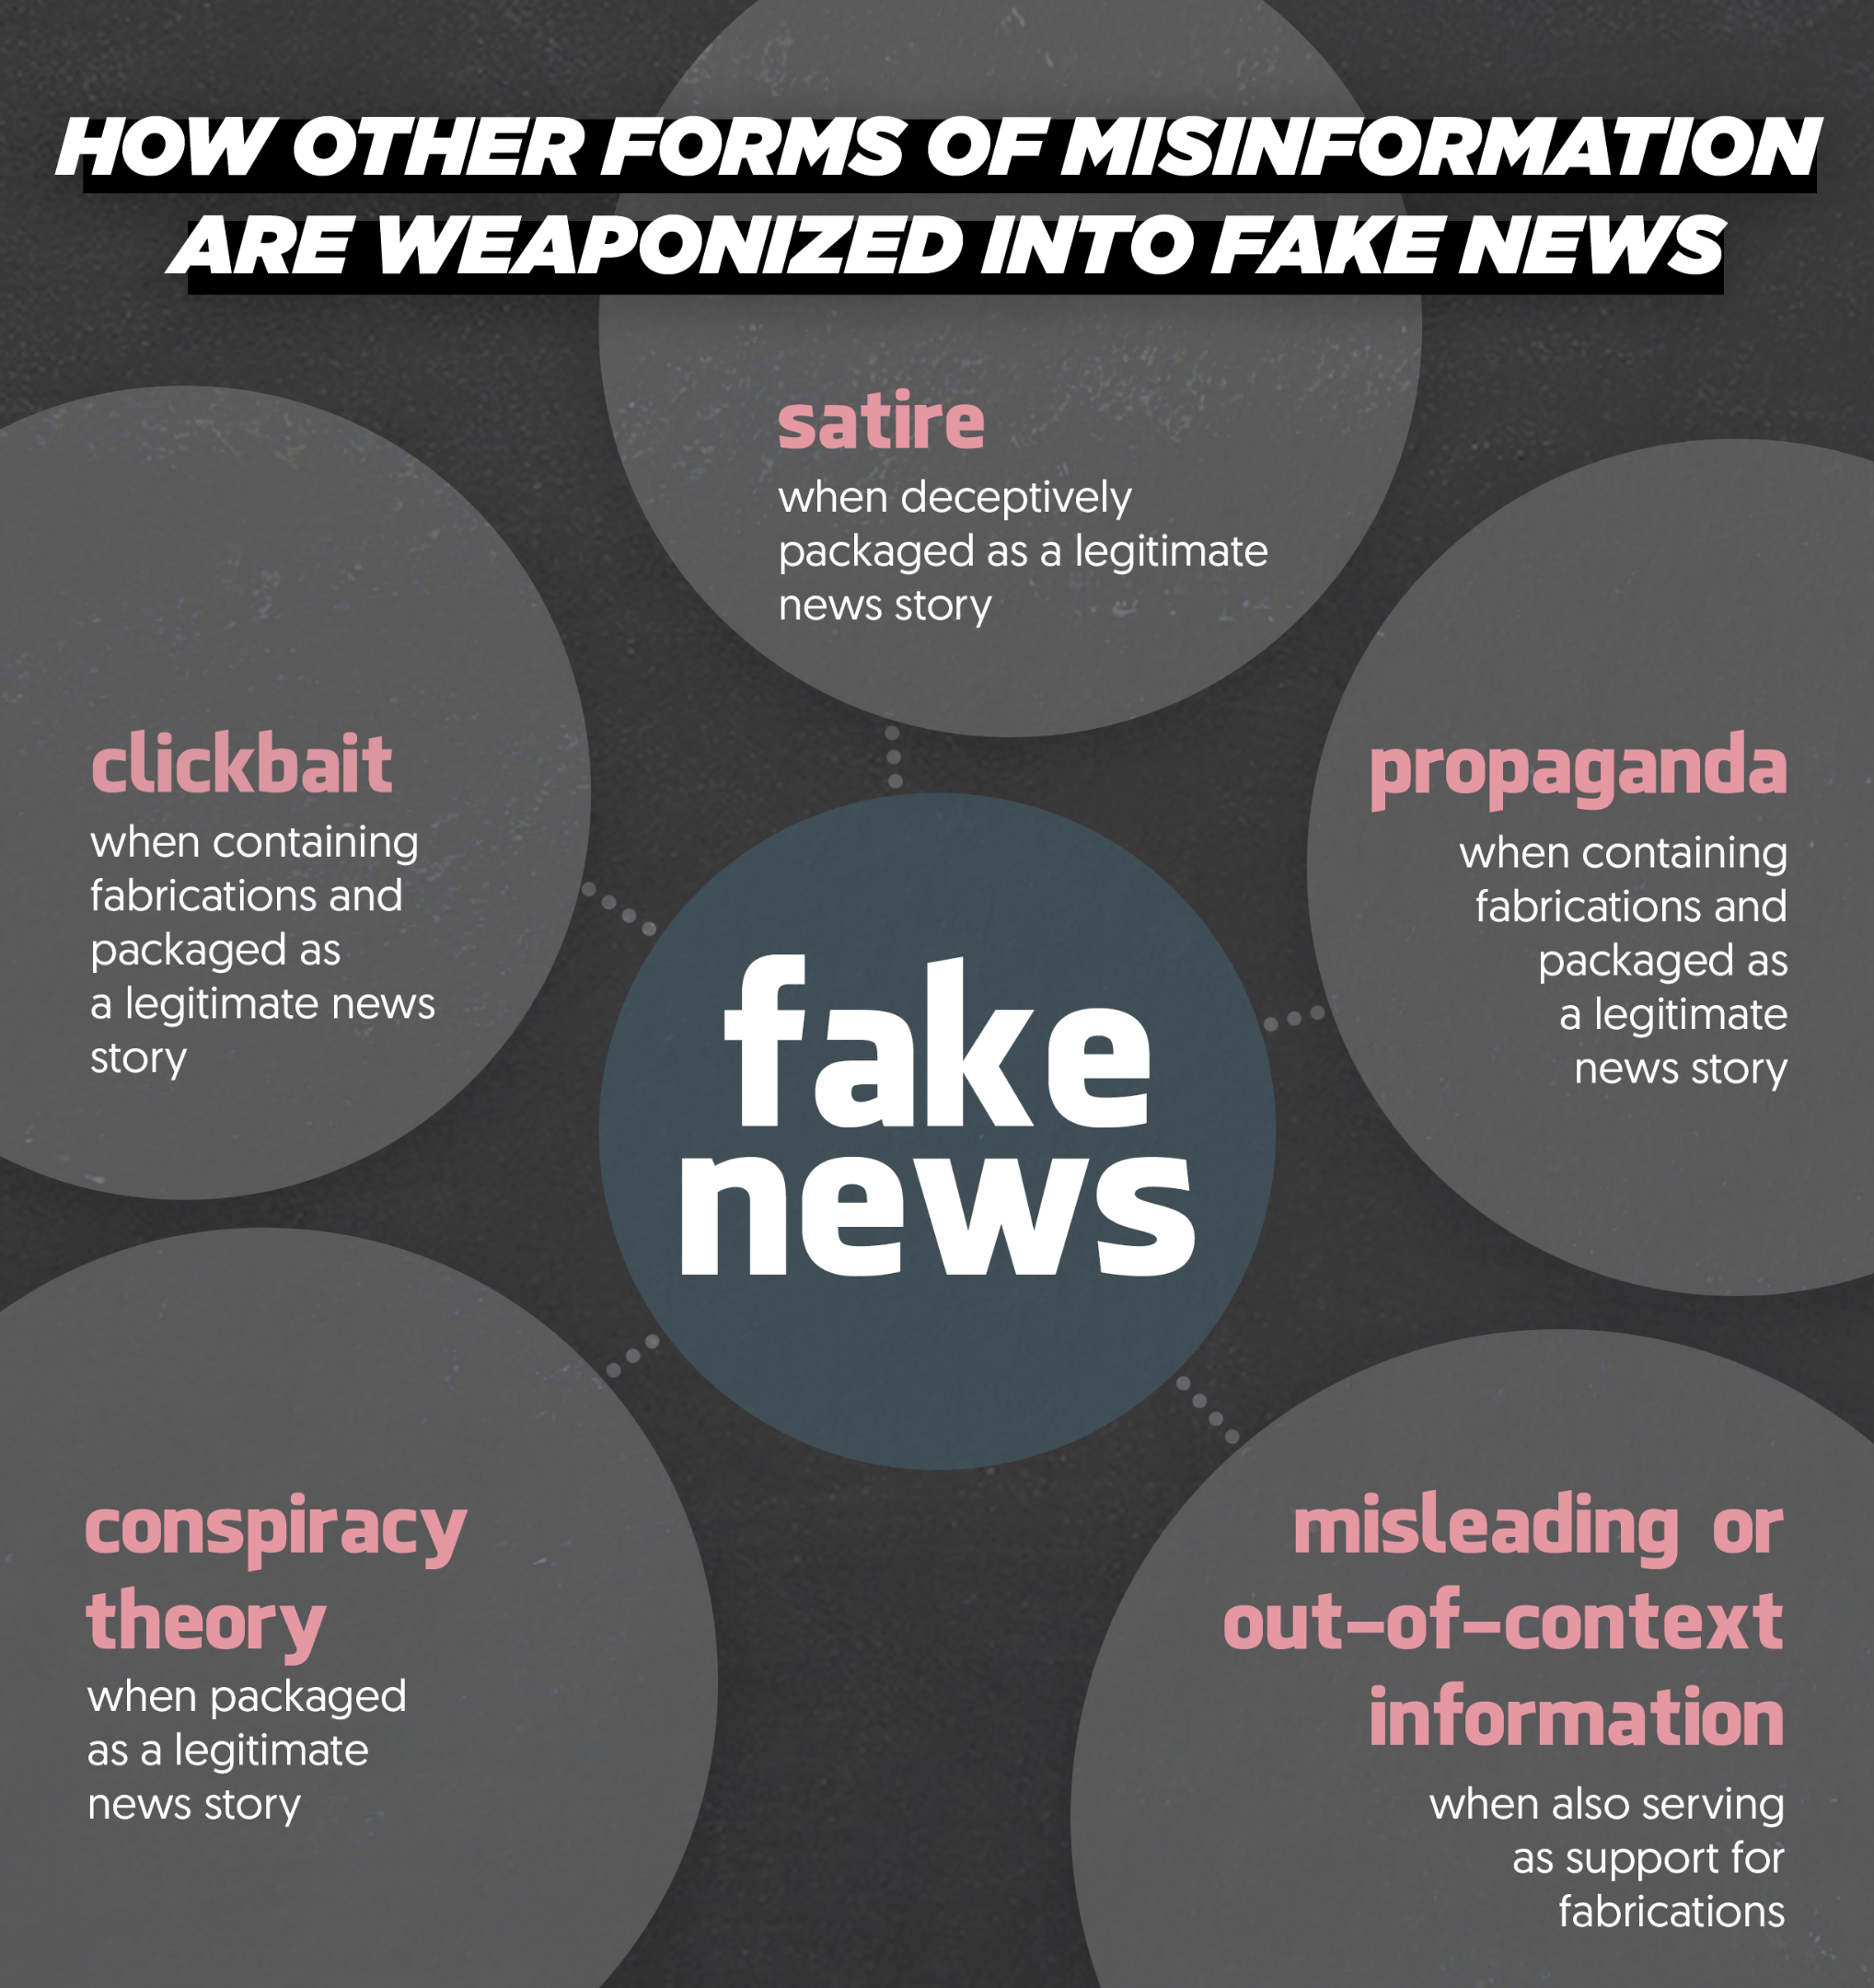 HOW OTHER FORMS OF MISINFORMATION
ARE WEAPONIZED INTO FAKE NEWS
satire
when deceptively
packaged as a legitimate
news story
clickbait
when containing
fabrications and
packaged as
a legitimate news
story
propaganda
when containing
fabrications and
packaged as
a legitimate
news story
fake
news
conspiracy
theory
when packaged
as a legitimate
news story
misleading or
out-of-context
information
when also serving
as support for
fabrications